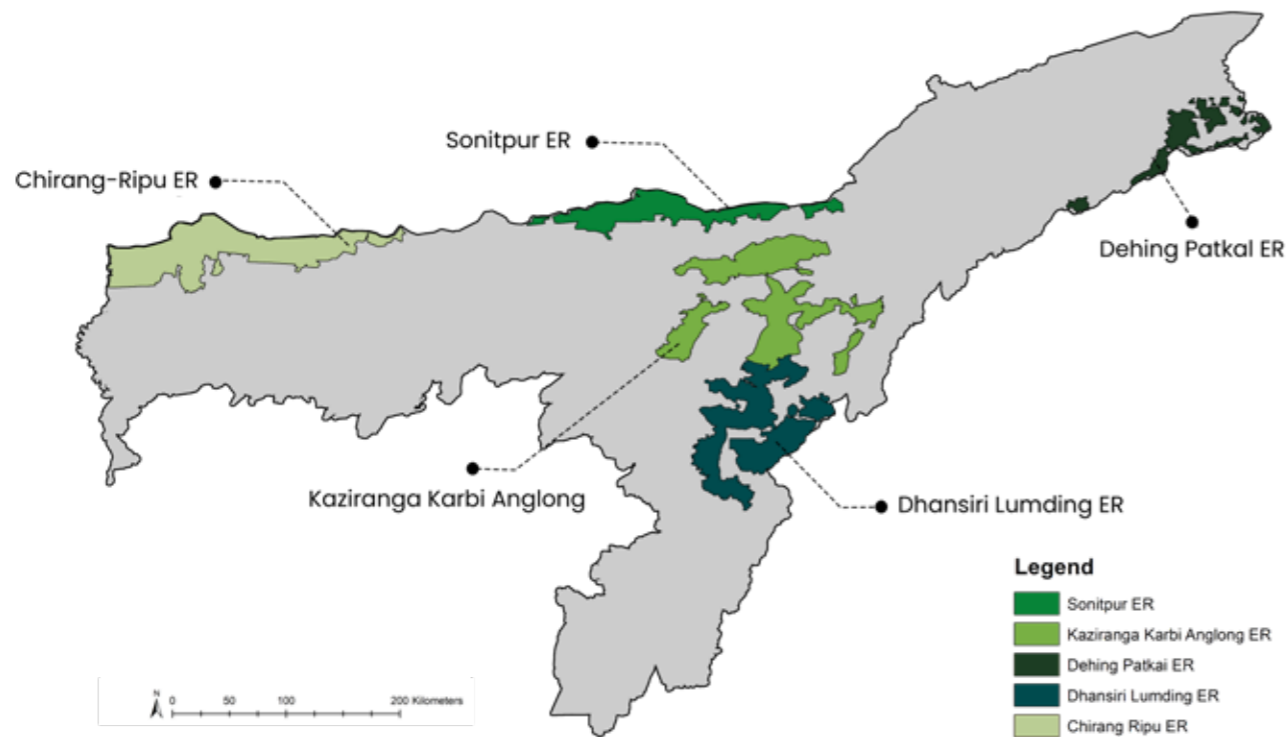 Sonitpur ER
Chirang-Ripu ER
Dehing Patkal ER
Kaziranga Karbi Anglong
Dhansiri Lumding ER
Legend
Sonitpur ER
Kaziranga Karbi Anglong ER
Dehing Patkai ER
Dhansiri Lumding ER
Chirang Ripu ER
N
0 50 100 200 Kilometers